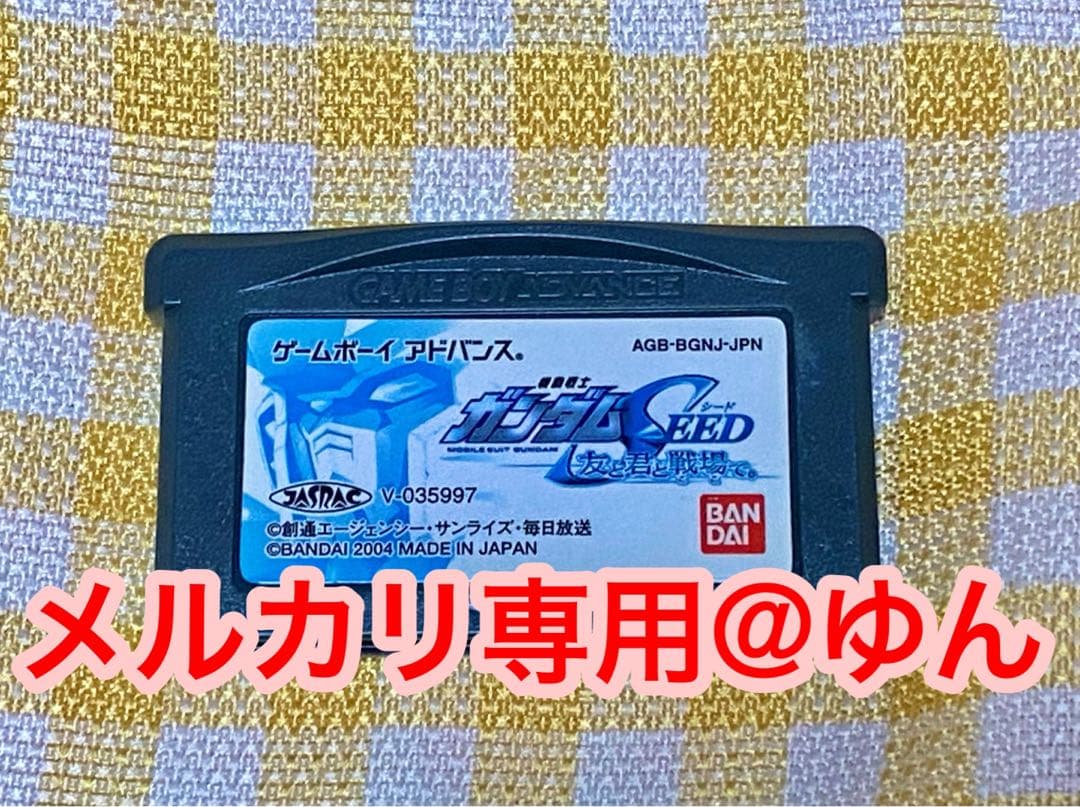 GAME BOY ADVANCE
ゲームボーイ アドバンス®
AGB-BGNJ-JPN
機動戦士
ガンダムSEED
シード
MOBILE SUIT GUNDAM
友と君と戦場で。
JASRAC V-035997
©創通エージェンシー・サンライズ・毎日放送
©BANDAI 2004 MADE IN JAPAN
BAN
DAI
メルカリ専用@ゆん